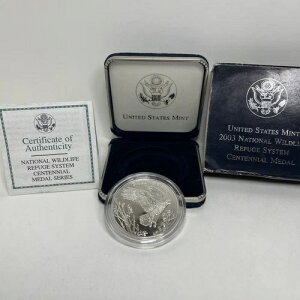 Certificate of
Authenticity
NATIONAL WILDLIFE
REFUGE SYSTEM
CENTENNIAL
MEDAL SERIES
UNITED STATES MINT
UNITED STATES MINT
2003 NATIONAL WILDLIFE
REFUGE SYSTEM
CENTENNIAL MEDAL